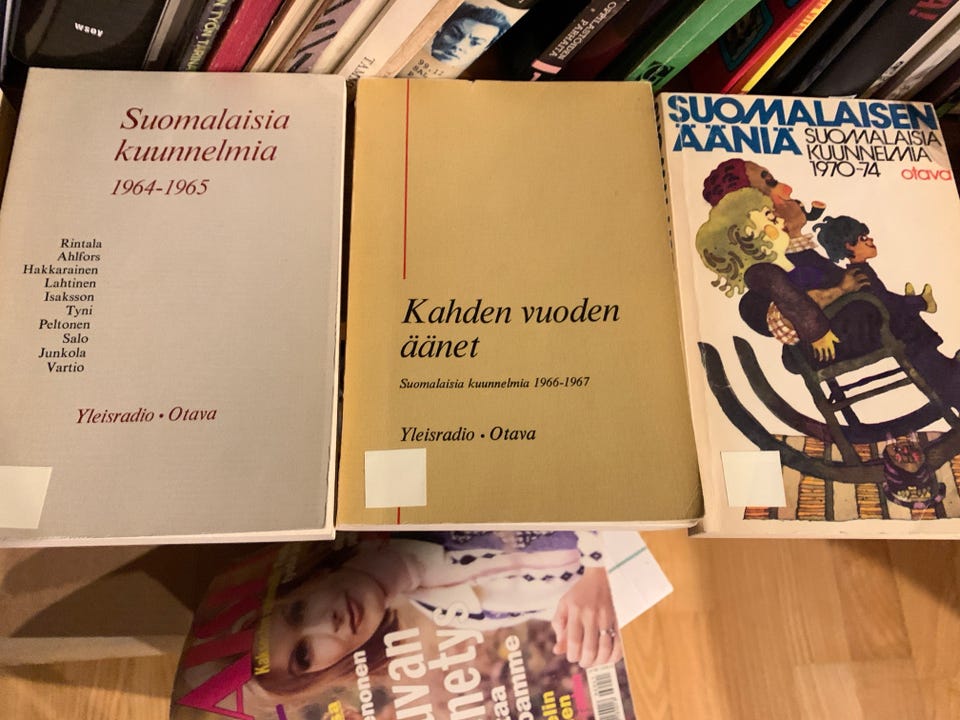 wsoy
Suomalaisia
kuunnelmia
1964-1965
Rintala
Ahlfors
Hakkarainen
Lahtinen
Isaksson
Tyni
Peltonen
Salo
Junkola
Vartio
Yleisradio • Otava
Kahden vuoden
äänet
Suomalaisia kuunnelmia 1966-1967
Yleisradio • Otava
SUOMALAISEN
ÄÄNIÄ SUOMALAISIA
KUUNNELMIA
1970-74 otava